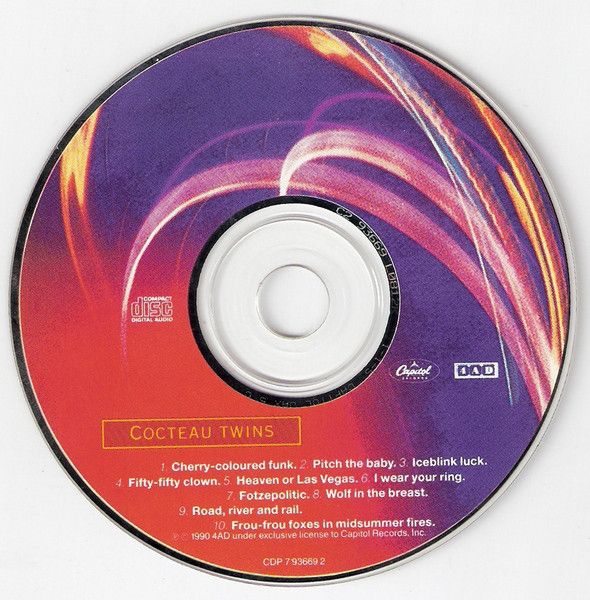 C2 93669
COMPACT
disc
DIGITAL AUDIO
Capitol
RECORDS
4AD
COCTEAU TWINS
1. Cherry-coloured funk. 2. Pitch the baby. 3. Iceblink luck.
4. Fifty-fifty clown. 5. Heaven or Las Vegas. 6. I wear your ring.
7. Fotzepolitic. 8. Wolf in the breast.
9. Road, river and rail.
10. Frou-frou foxes in midsummer fires.
℗ © 1990 4AD under exclusive license to Capitol Records, Inc.
CDP 7 93669 2